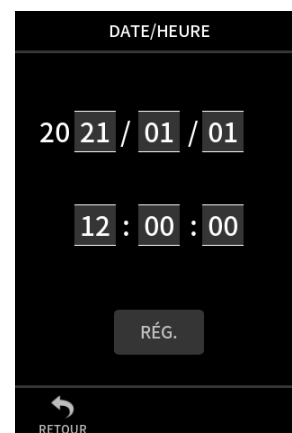 DATE/HEURE
20 21 / 01 / 01
12 : 00 : 00
RÉG.
RETOUR